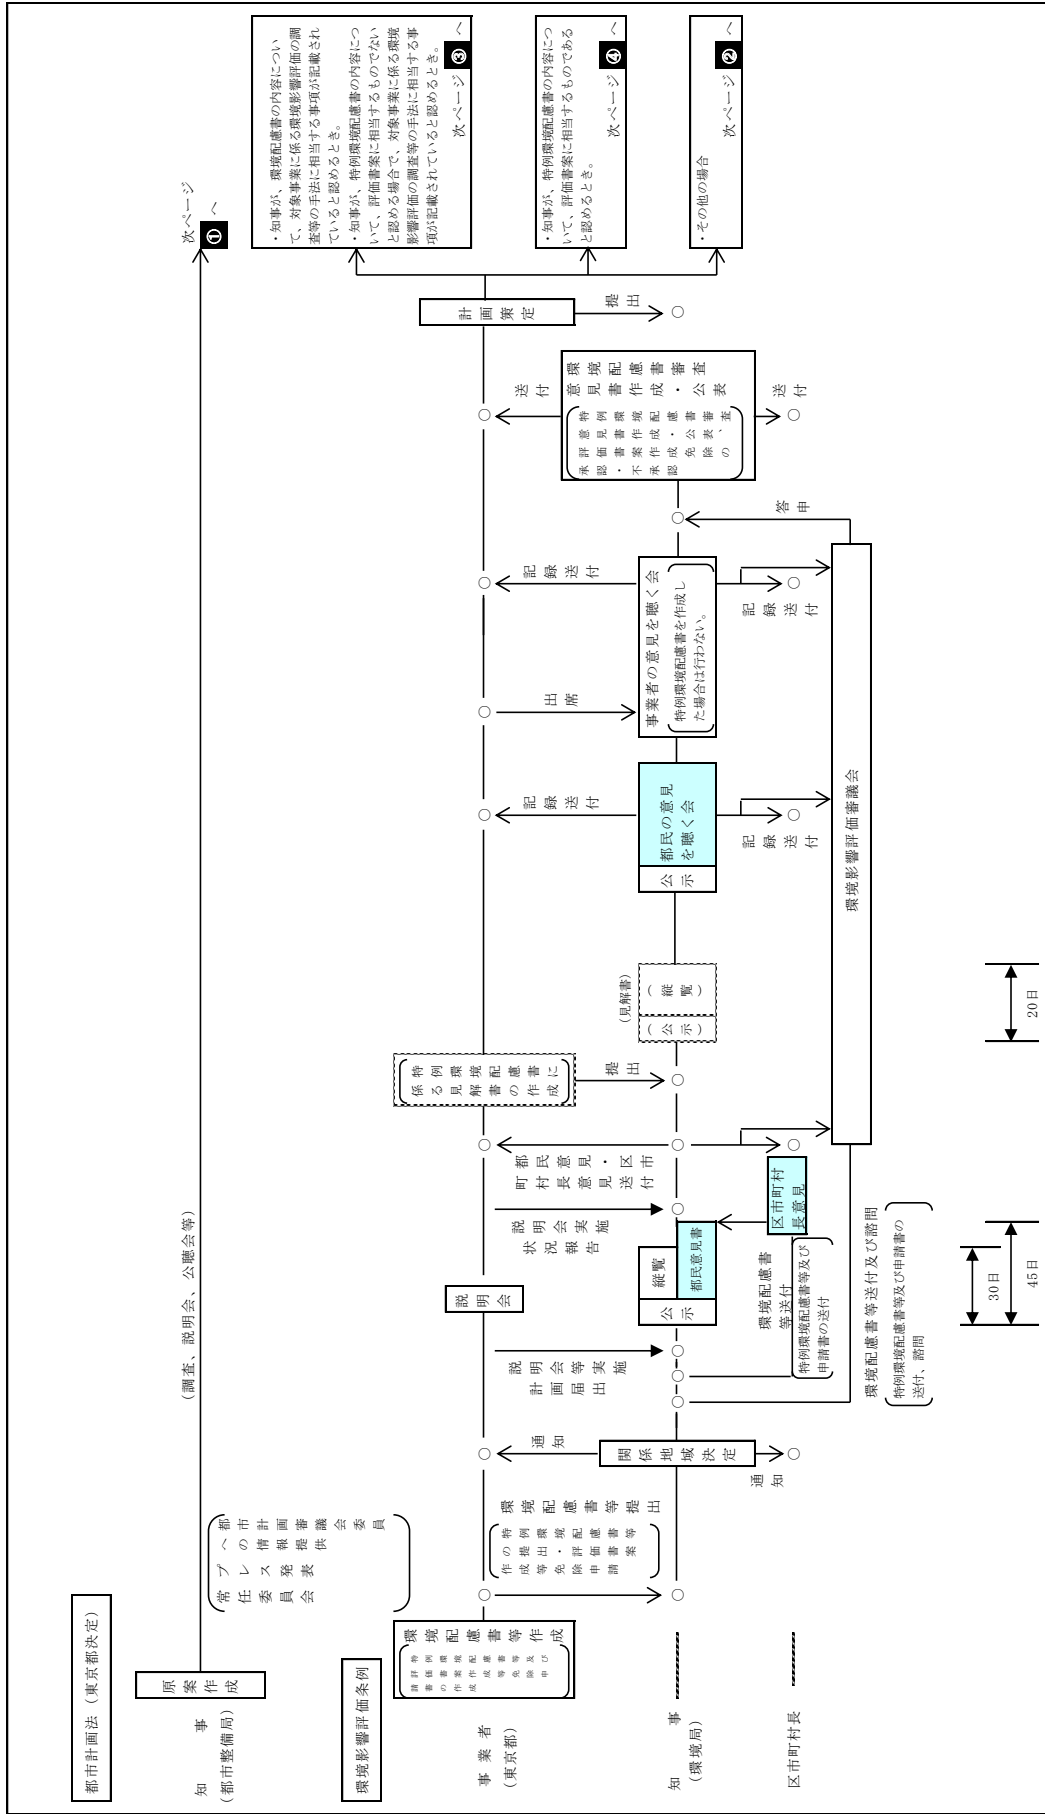 都市計画法（東京都決定）
知　事
（都市整備局）
原案作成
都市計画審議会委員
への情報提供
プレス発表
常任委員会
（調査、説明会、公聴会等）
次ページ
① へ
環境影響評価条例
事業者
（東京都）
環境配慮書等作成
特例環境配慮書等及び
評価書案作成等免除申
請書の作成
環境配慮書等提出
特例環境配慮書等
の提出・評価書案
作成等免除申請
知　事
（環境局）
区市町村長
通知
関係地域決定
通知
説明会等実施
計画届出
説明会
説明会実施
状況報告
公示
縦覧
都民意見書
環境配慮書
等送付
特例環境配慮書等及び
申請書の送付
区市町村
長意見
環境配慮書等送付及び諮問
特例環境配慮書等及び申請書の
送付、諮問
都民意見・区市
町村長意見送付
特例環境配慮書に
係る見解書の作成
提出
（見解書）
（公示）
（縦覧）
公示
都民の意見
を聴く会
記録送付
記録送付
出席
事業者の意見を聴く会
特例環境配慮書を作成し
た場合は行わない。
記録送付
記録送付
環境影響評価審議会
答申
環境配慮書審査
意見書作成・公表
特例環境配慮書審査
意見書作成・公表、
評価書案作成免除の
承認・不承認
送付
送付
計画策定
提出
・知事が、環境配慮書の内容につい
て、対象事業に係る環境影響評価の調
査等の手法に相当する事項が記載され
ていると認めるとき。
・知事が、特例環境配慮書の内容につ
いて、評価書案に相当するものでない
と認める場合で、対象事業に係る環境
影響評価の調査等の手法に相当する事
項が記載されていると認めるとき。
次ページ ③ へ
・知事が、特例環境配慮書の内容につ
いて、評価書案に相当するものである
と認めるとき。
次ページ ④ へ
・その他の場合
次ページ ② へ
30日
45日
20日